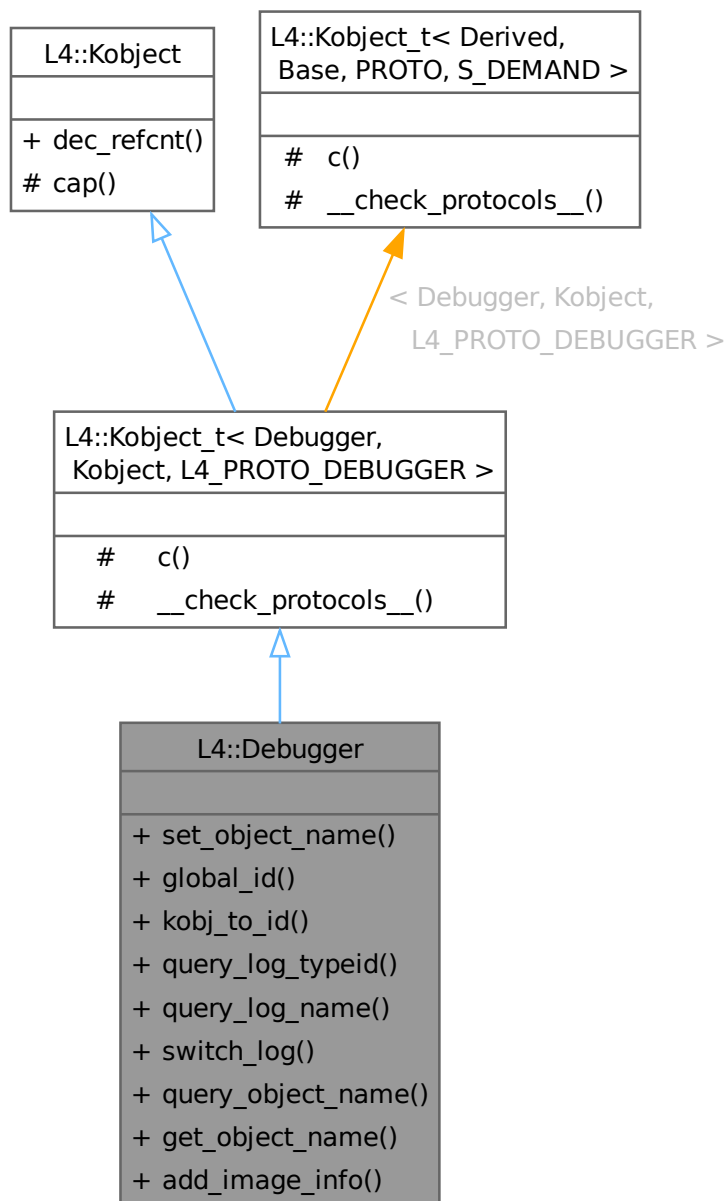 L4::Kobject
+ dec_refcnt()
# cap()
L4::Kobject_t< Derived,
Base, PROTO, S_DEMAND >
# c()
# __check_protocols__()
< Debugger, Kobject,
L4_PROTO_DEBUGGER >
L4::Kobject_t< Debugger,
Kobject, L4_PROTO_DEBUGGER >
# c()
# __check_protocols__()
L4::Debugger
+ set_object_name()
+ global_id()
+ kobj_to_id()
+ query_log_typeid()
+ query_log_name()
+ switch_log()
+ query_object_name()
+ get_object_name()
+ add_image_info()